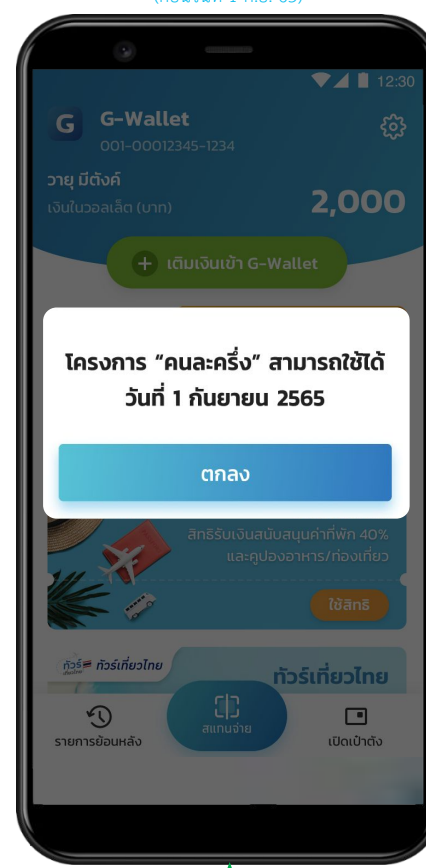 12:30
G G-Wallet
001-00012345-1234
วายุ มีตังค์
เงินในวอลเล็ต (บาท) 2,000
+ เติมเงินเข้า G-Wallet
โครงการ “คนละครึ่ง” สามารถใช้ได้
วันที่ 1 กันยายน 2565
ตกลง
สิทธิรับเงินสนับสนุนค่าที่พัก 40%
และคูปองอาหาร/ท่องเที่ยว
ใช้สิทธิ
ทัวร์เที่ยวไทย
ทัวร์เที่ยวไทย
รายการย้อนหลัง
สแกนจ่าย
เปิดเป๋าตัง